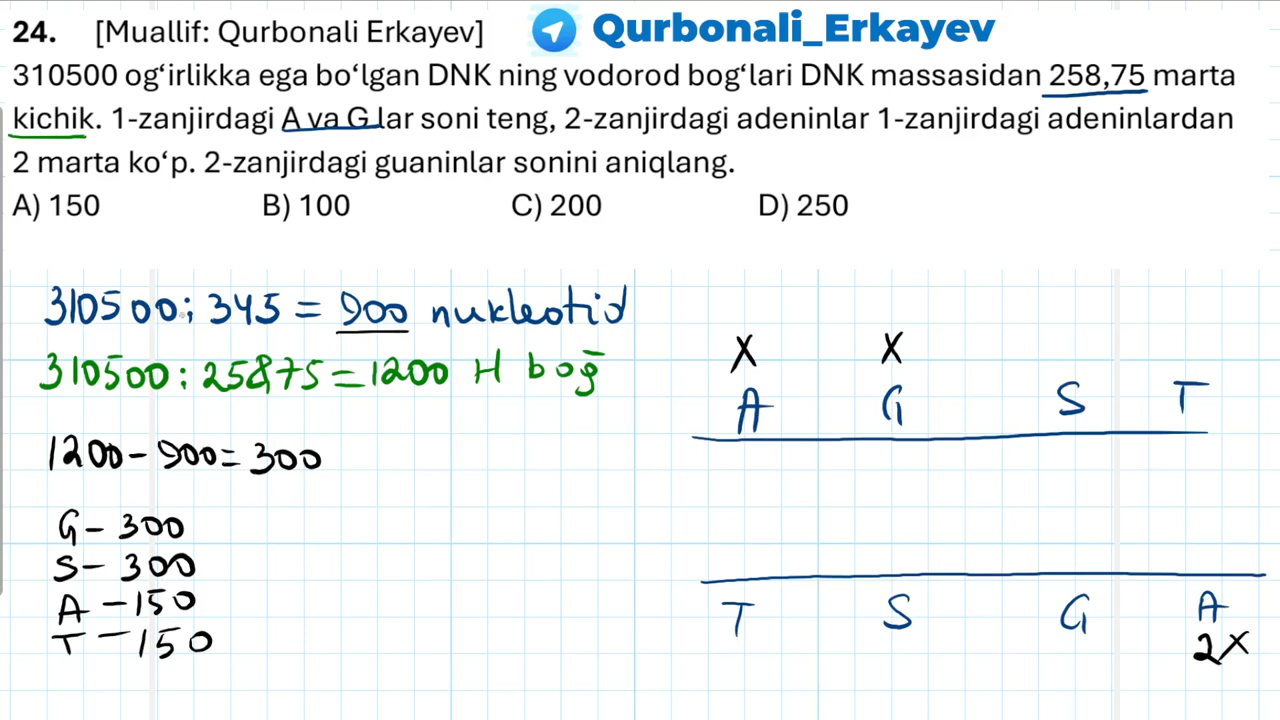 24. [Muallif: Qurbonali Erkayev] Qurbonali_Erkayev
310500 og‘irlikka ega bo‘lgan DNK ning vodorod bog‘lari DNK massasidan 258,75 marta
kichik. 1-zanjirdagi A va G lar soni teng, 2-zanjirdagi adeninlar 1-zanjirdagi adeninlardan
2 marta ko‘p. 2-zanjirdagi guaninlar sonini aniqlang.
A) 150 B) 100 C) 200 D) 250
310500 : 345 = 900 nukleotid
310500 : 258,75 = 1200 H boḡ
1200 - 900 = 300
G - 300
S - 300
A - 150
T - 150
X X
A G S T
T S G A
2X